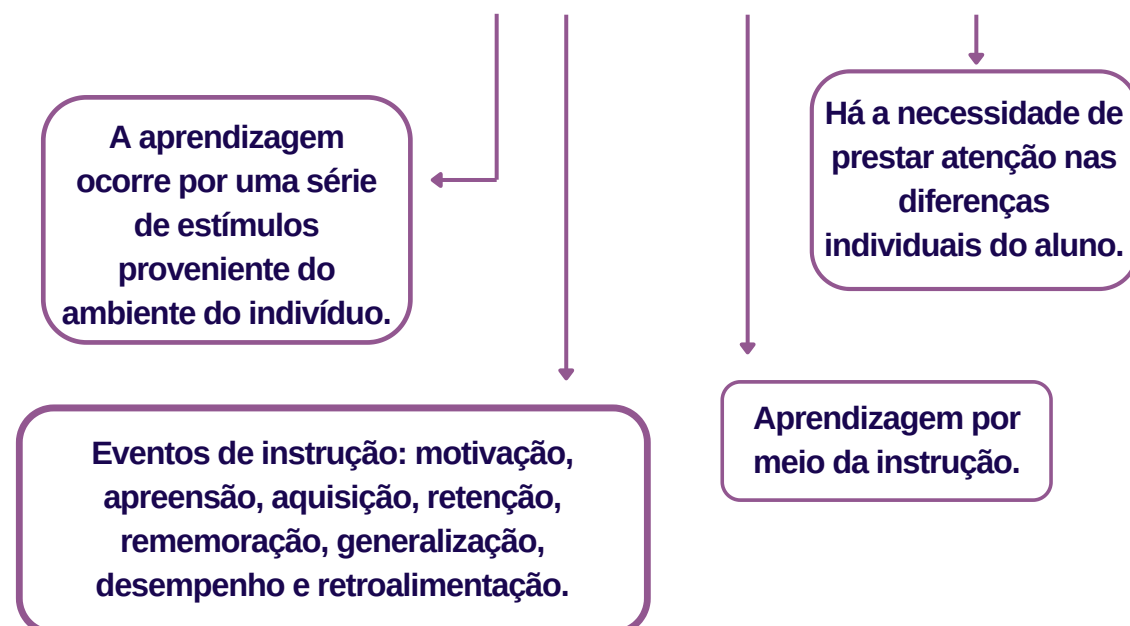 A aprendizagem
ocorre por uma série
de estímulos
proveniente do
ambiente do indivíduo.
Há a necessidade de
prestar atenção nas
diferenças
individuais do aluno.
Eventos de instrução: motivação,
apreensão, aquisição, retenção,
rememoração, generalização,
desempenho e retroalimentação.
Aprendizagem por
meio da instrução.